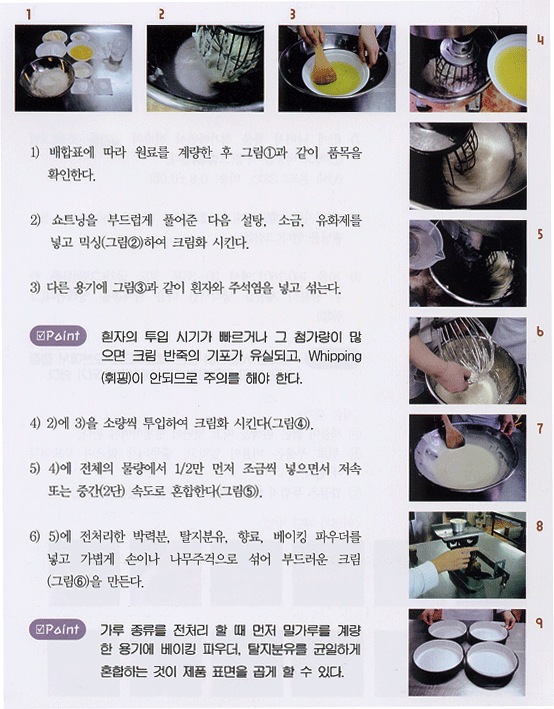 1
2
3
4
1) 배합표에 따라 원료를 계량한 후 그림①과 같이 품목을
확인한다.
2) 쇼트닝을 부드럽게 풀어준 다음 설탕, 소금, 유화제를
넣고 믹싱(그림②)하여 크림화 시킨다.
5
3) 다른 용기에 그림③과 같이 흰자와 주석염을 넣고 섞는다.
6
☑Point
흰자의 투입 시기가 빠르거나 그 첨가량이 많
으면 크림 반죽의 기포가 유실되고, Whipping
(휘핑)이 안되므로 주의를 해야 한다.
4) 2)에 3)을 소량씩 투입하여 크림화 시킨다(그림④).
7
5) 4)에 전체의 물량에서 1/2만 먼저 조금씩 넣으면서 저속
또는 중간(2단) 속도로 혼합한다(그림⑤).
8
6) 5)에 전처리한 박력분, 탈지분유, 향료, 베이킹 파우더를
넣고 가볍게 손이나 나무주걱으로 섞어 부드러운 크림
(그림⑥)을 만든다.
9
☑Point
가루 종류를 전처리 할 때 먼저 밀가루를 계량
한 용기에 베이킹 파우더, 탈지분유를 균일하게
혼합하는 것이 제품 표면을 곱게 할 수 있다.